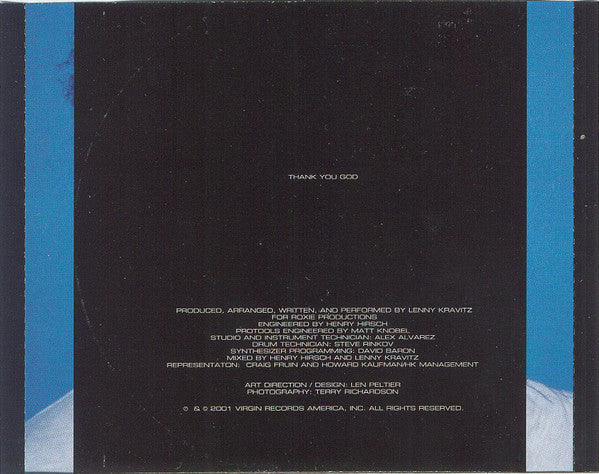 THANK YOU GOD
PRODUCED, ARRANGED, WRITTEN, AND PERFORMED BY LENNY KRAVITZ
FOR ROXIE PRODUCTIONS
ENGINEERED BY HENRY HIRSCH
PROTOOLS ENGINEERED BY MATT KNOBEL
STUDIO AND INSTRUMENT TECHNICIAN: ALEX ALVAREZ
DRUM TECHNICIAN: STEVE RINKOV
SYNTHESIZER PROGRAMMING: DAVID BARON
MIXED BY HENRY HIRSCH AND LENNY KRAVITZ
REPRESENTATON: CRAIG FRUIN AND HOWARD KAUFMAN/HK MANAGEMENT
ART DIRECTION / DESIGN: LEN PELTIER
PHOTOGRAPHY: TERRY RICHARDSON
℗ & © 2001 VIRGIN RECORDS AMERICA, INC. ALL RIGHTS RESERVED.